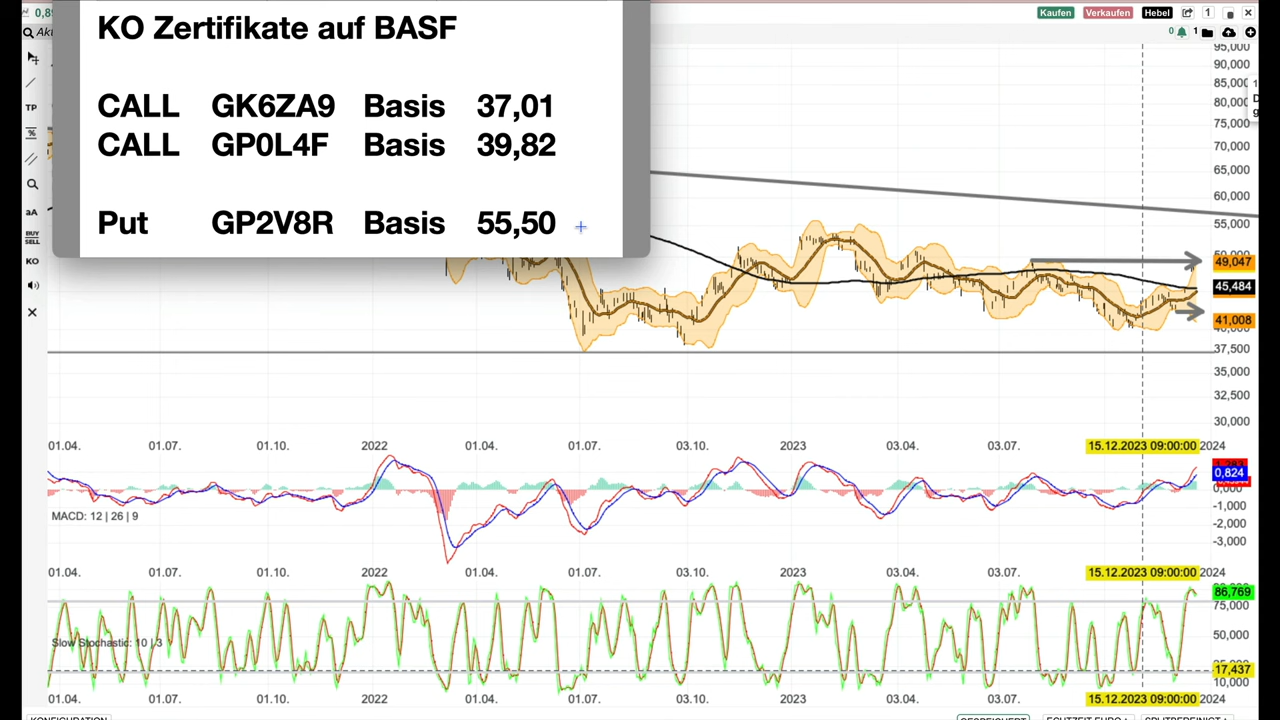 KO Zertifikate auf BASF
CALL GK6ZA9 Basis 37,01
CALL GP0L4F Basis 39,82
Put GP2V8R Basis 55,50
Kaufen Verkaufen Hebel 1
0 1
TP
aA
BUY
SELL
KO
90,000
85,000
80,000
75,000
70,000
65,000
60,000
55,000
49,047
45,484
41,008
37,500
35,000
32,500
30,000
01.04. 01.07. 01.10. 2022 01.04. 01.07. 03.10. 2023 03.04. 03.07. 15.12.2023 09:00:00 2024
0,824
0,000
-1,000
-2,000
-3,000
MACD: 12 | 26 | 9
01.04. 01.07. 01.10. 2022 01.04. 01.07. 03.10. 2023 03.04. 03.07. 15.12.2023 09:00:00 2024
86,769
75,000
50,000
Slow Stochastic: 10 | 3
17,437
10,000
01.04. 01.07. 01.10. 2022 01.04. 01.07. 03.10. 2023 03.04. 03.07. 15.12.2023 09:00:00 2024